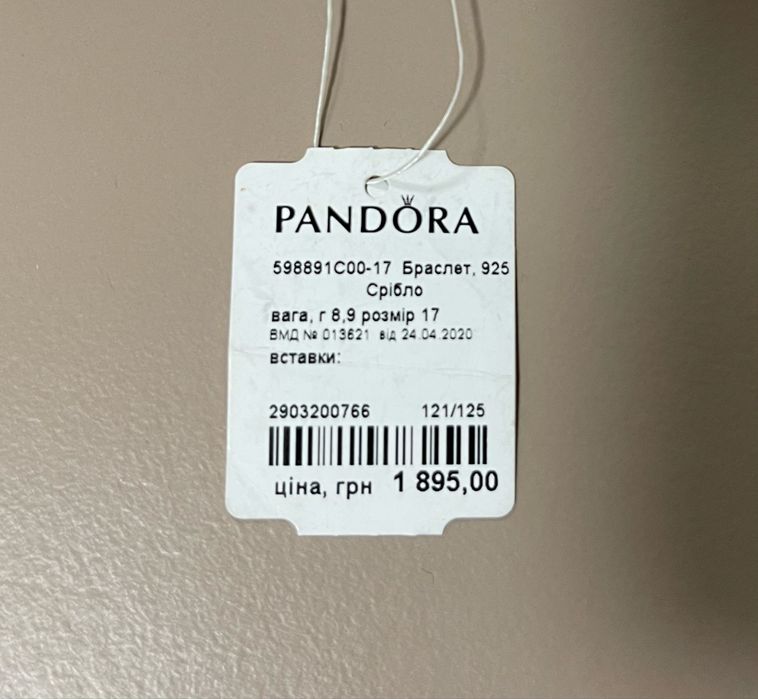 PANDORA
598891C00-17 Браслет, 925
Срібло
вага, г 8,9 розмір 17
ВМД № 013621 від 24.04.2020
вставки:
2903200766 121/125
ціна, грн 1 895,00